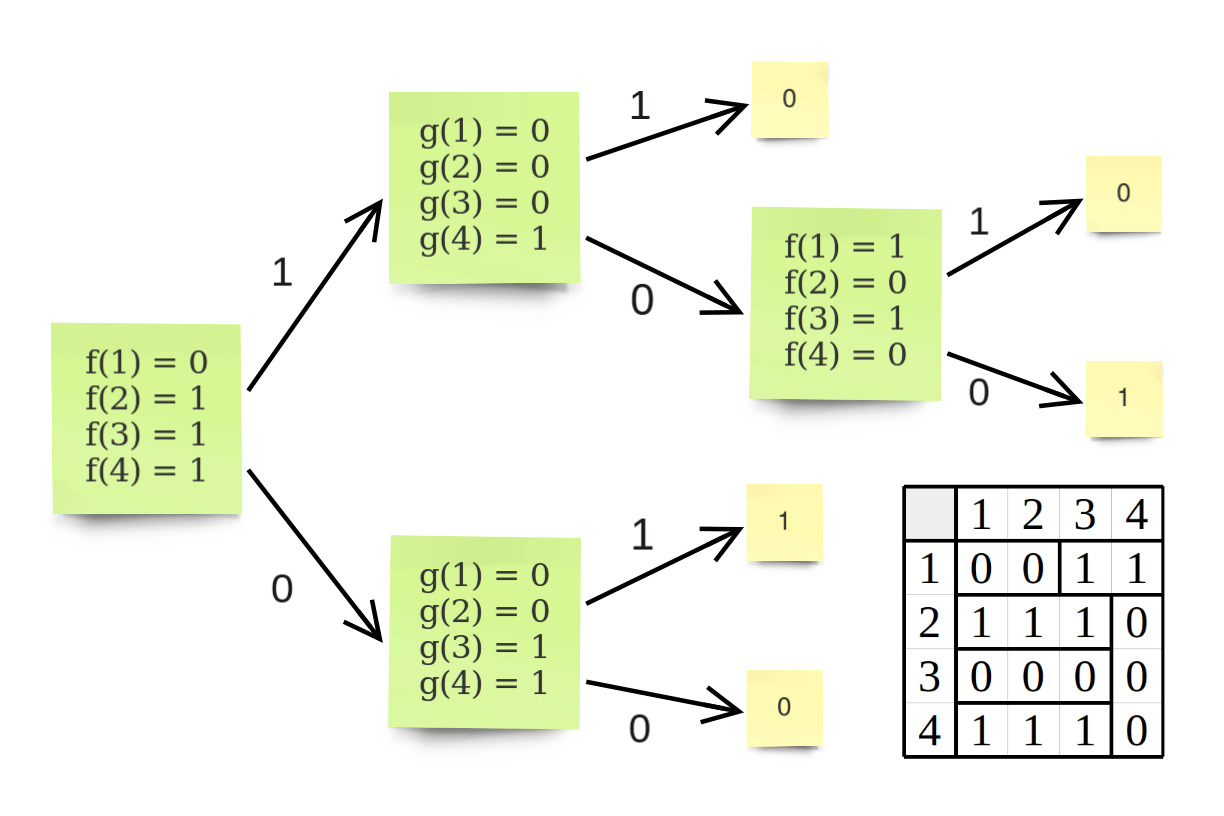 f(1) = 0
f(2) = 1
f(3) = 1
f(4) = 1
1
0
g(1) = 0
g(2) = 0
g(3) = 0
g(4) = 1
1
0
0
f(1) = 1
f(2) = 0
f(3) = 1
f(4) = 0
1
0
0
1
g(1) = 0
g(2) = 0
g(3) = 1
g(4) = 1
1
1
0
0
1 2 3 4
1 0 0 1 1
2 1 1 1 0
3 0 0 0 0
4 1 1 1 0